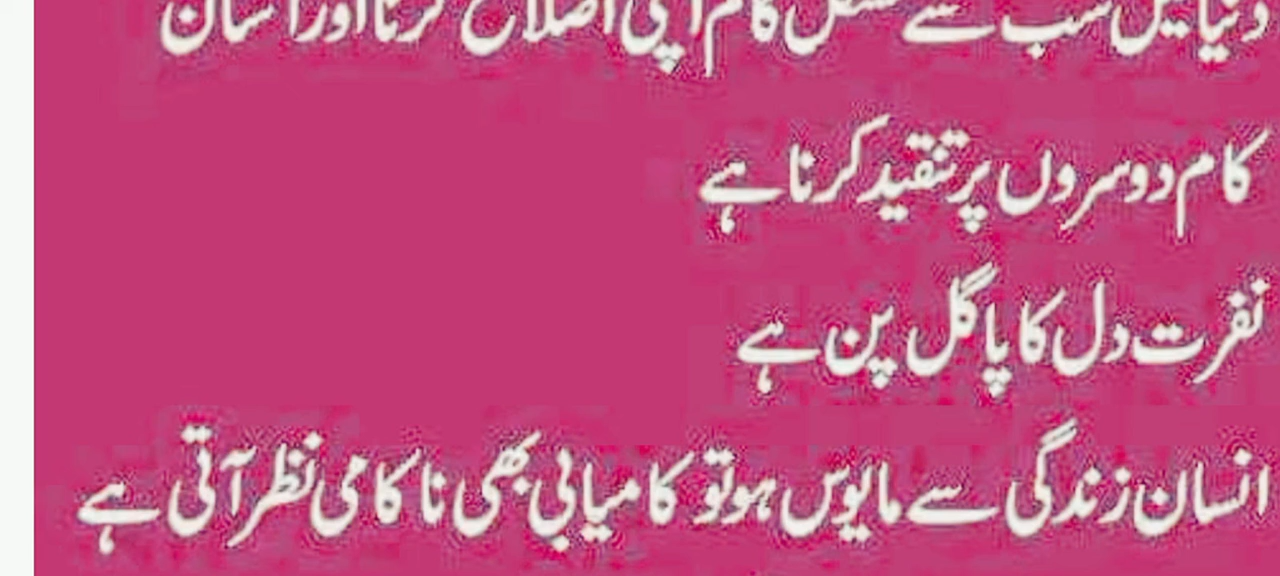 دنیا میں سب سے مشکل کام اپنی اصلاح کرنا اور آسان
کام دوسروں پر تنقید کرنا ہے
نفرت دل کا پاگل پن ہے
انسان زندگی سے مایوس ہو تو کامیابی بھی ناکامی نظر آتی ہے